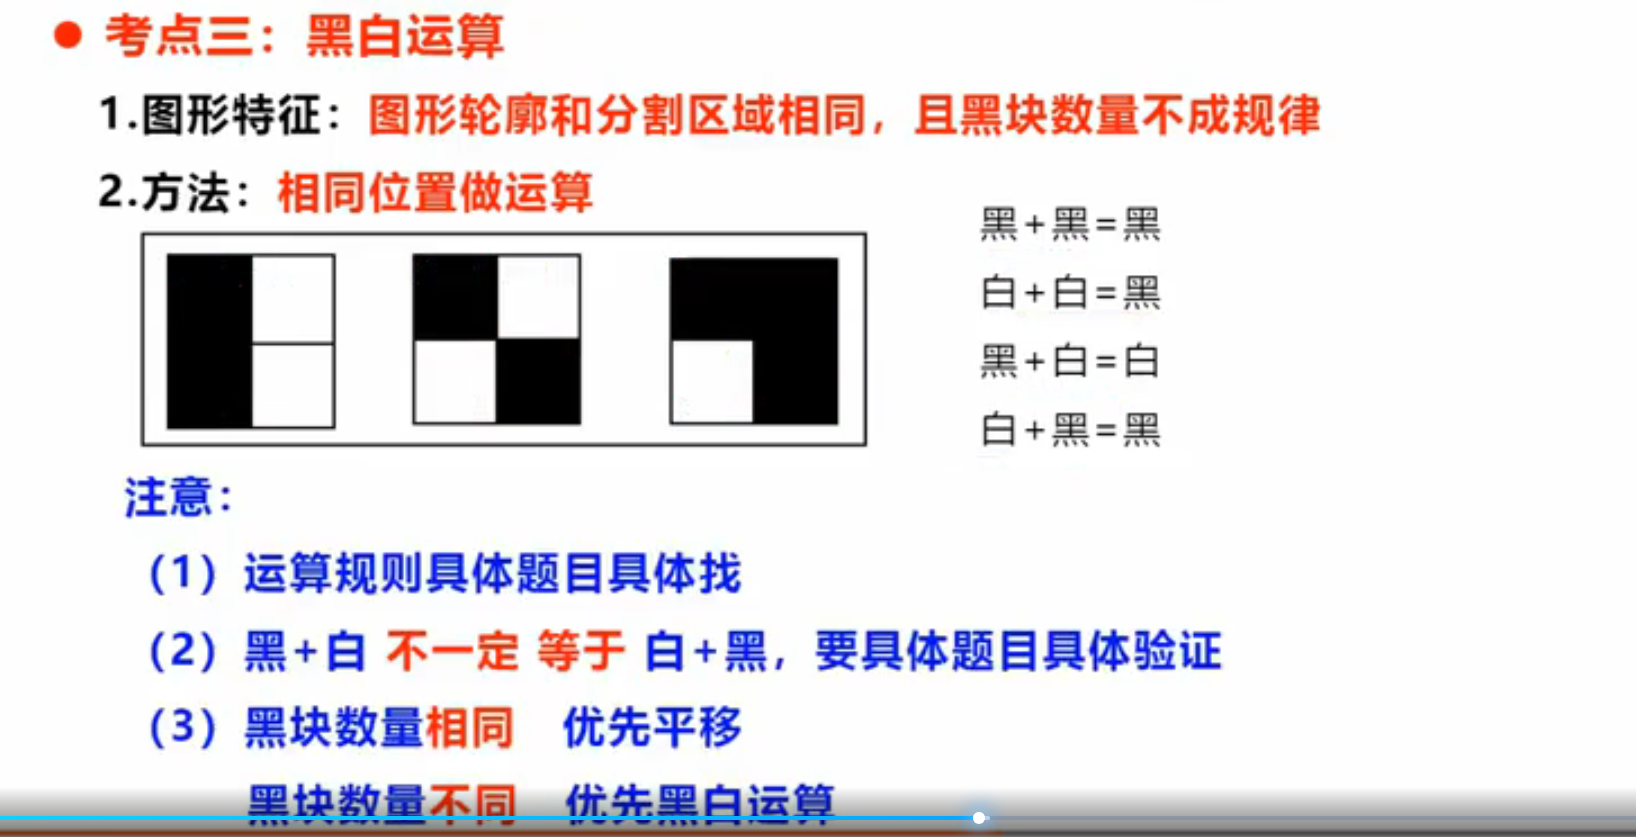 ● 考点三：黑白运算
1.图形特征：图形轮廓和分割区域相同，且黑块数量不成规律
2.方法：相同位置做运算
黑+黑=黑
白+白=黑
黑+白=白
白+黑=黑
注意：
（1）运算规则具体题目具体找
（2）黑+白 不一定 等于 白+黑，要具体题目具体验证
（3）黑块数量相同 优先平移
黑块数量不同 优先黑白运算